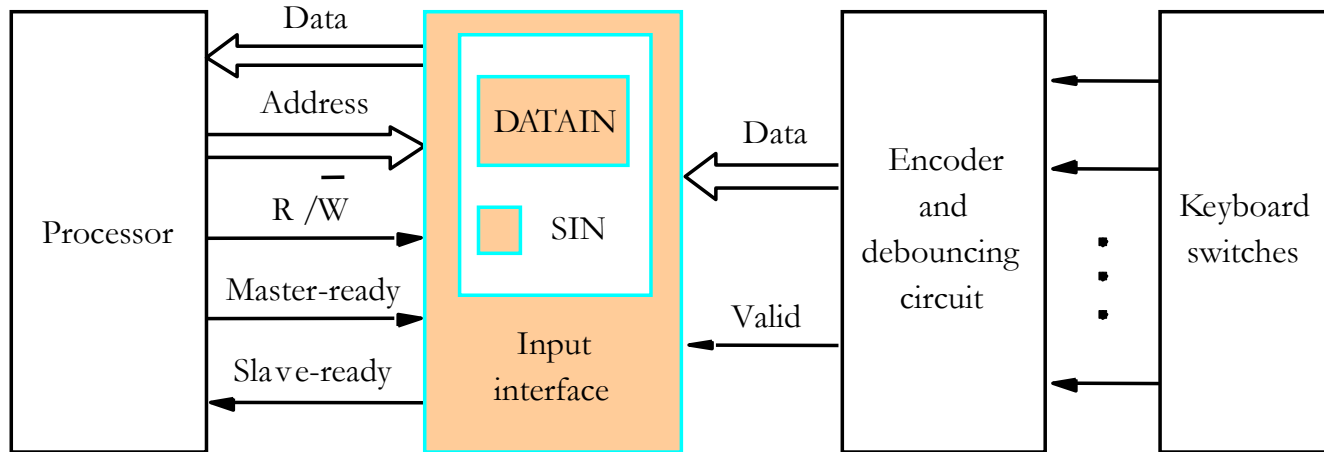 Processor
Data
Address
R /W̅
Master-ready
Slave-ready
DATAIN
SIN
Input
interface
Data
Valid
Encoder
and
debouncing
circuit
Keyboard
switches